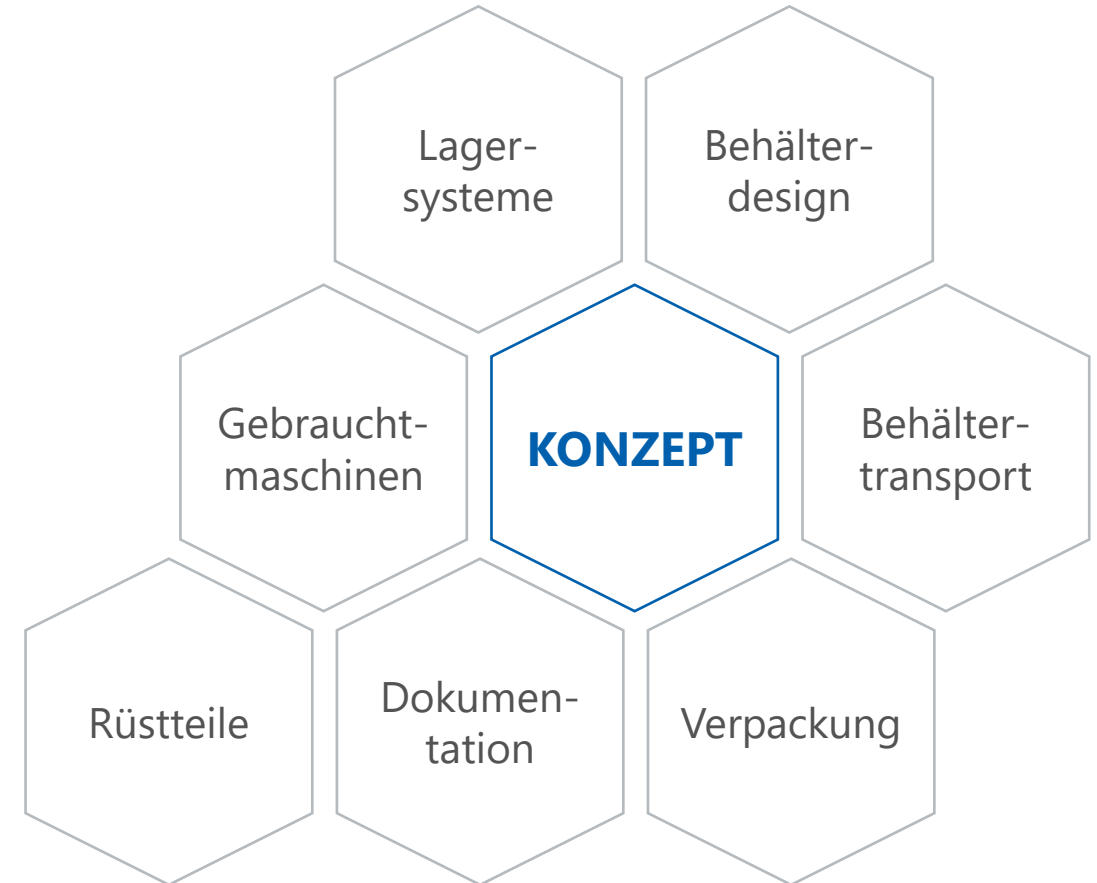 Lager-
systeme
Behälter-
design
Gebraucht-
maschinen
KONZEPT
Behälter-
transport
Rüstteile
Dokumen-
tation
Verpackung